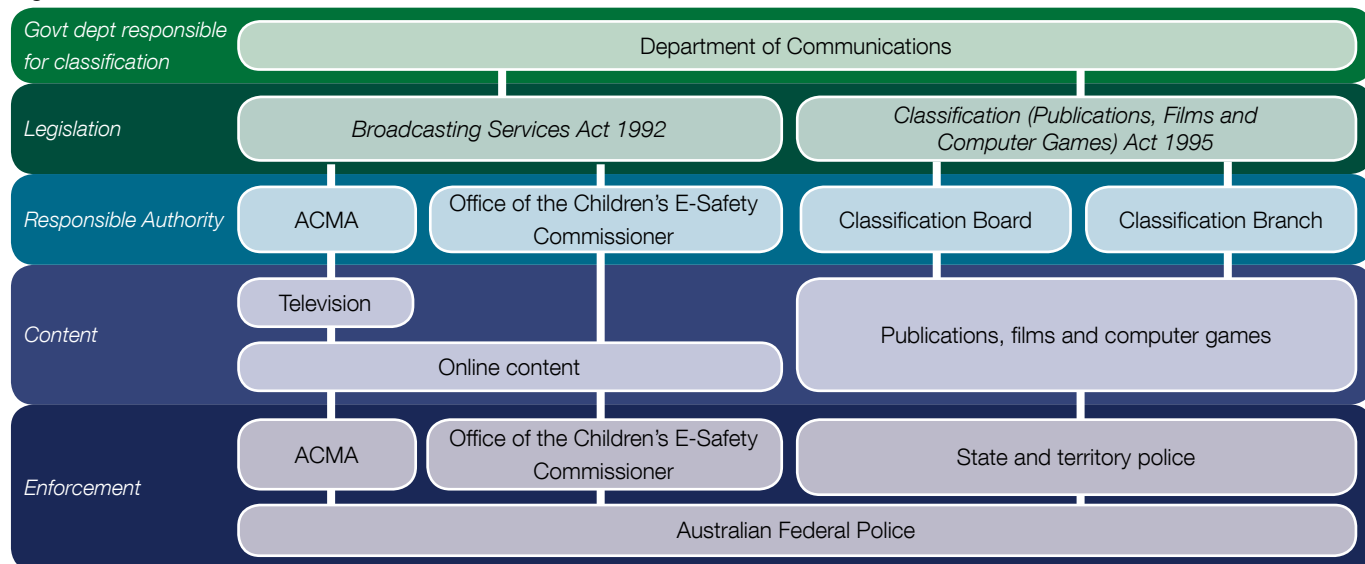 Govt dept responsible
for classification
Department of Communications
Legislation
Broadcasting Services Act 1992
Classification (Publications, Films and
Computer Games) Act 1995
Responsible Authority
ACMA
Office of the Children's E-Safety
Commissioner
Classification Board
Classification Branch
Content
Television
Online content
Publications, films and computer games
Enforcement
ACMA
Office of the Children's E-Safety
Commissioner
State and territory police
Australian Federal Police